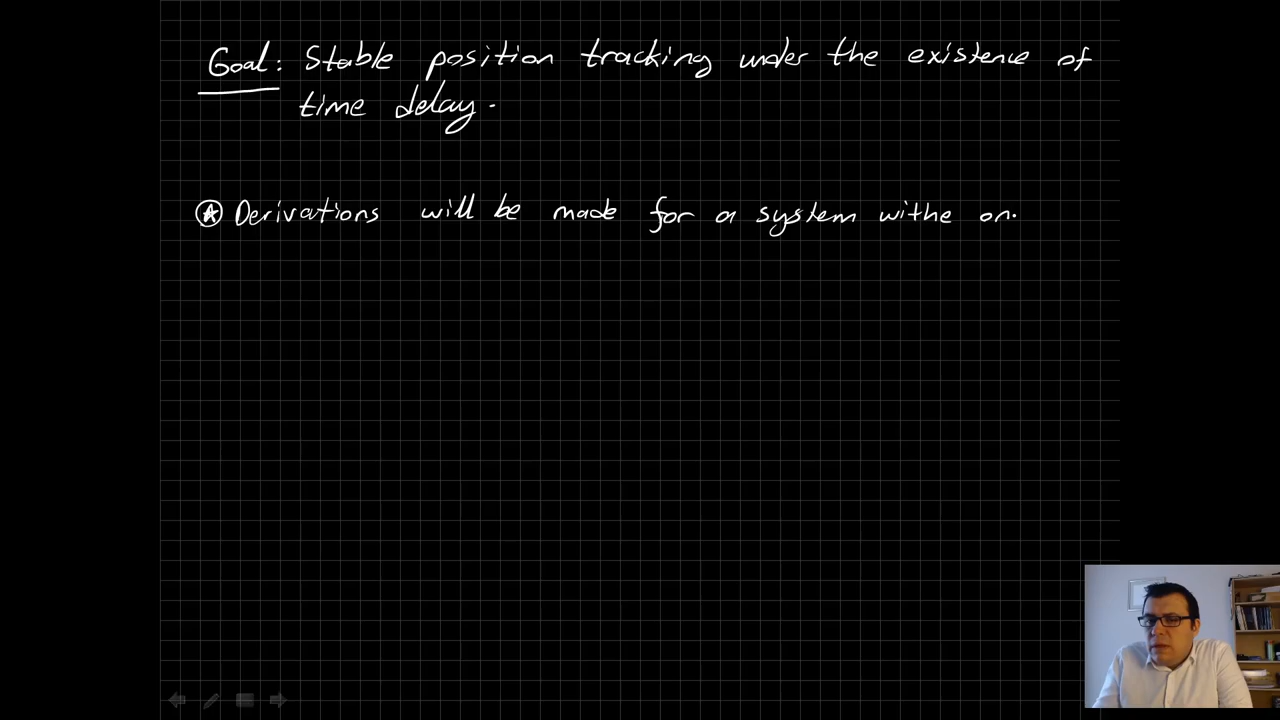 Goal: Stable position tracking under the existence of
time delay.
Derivations will be made for a system withe on